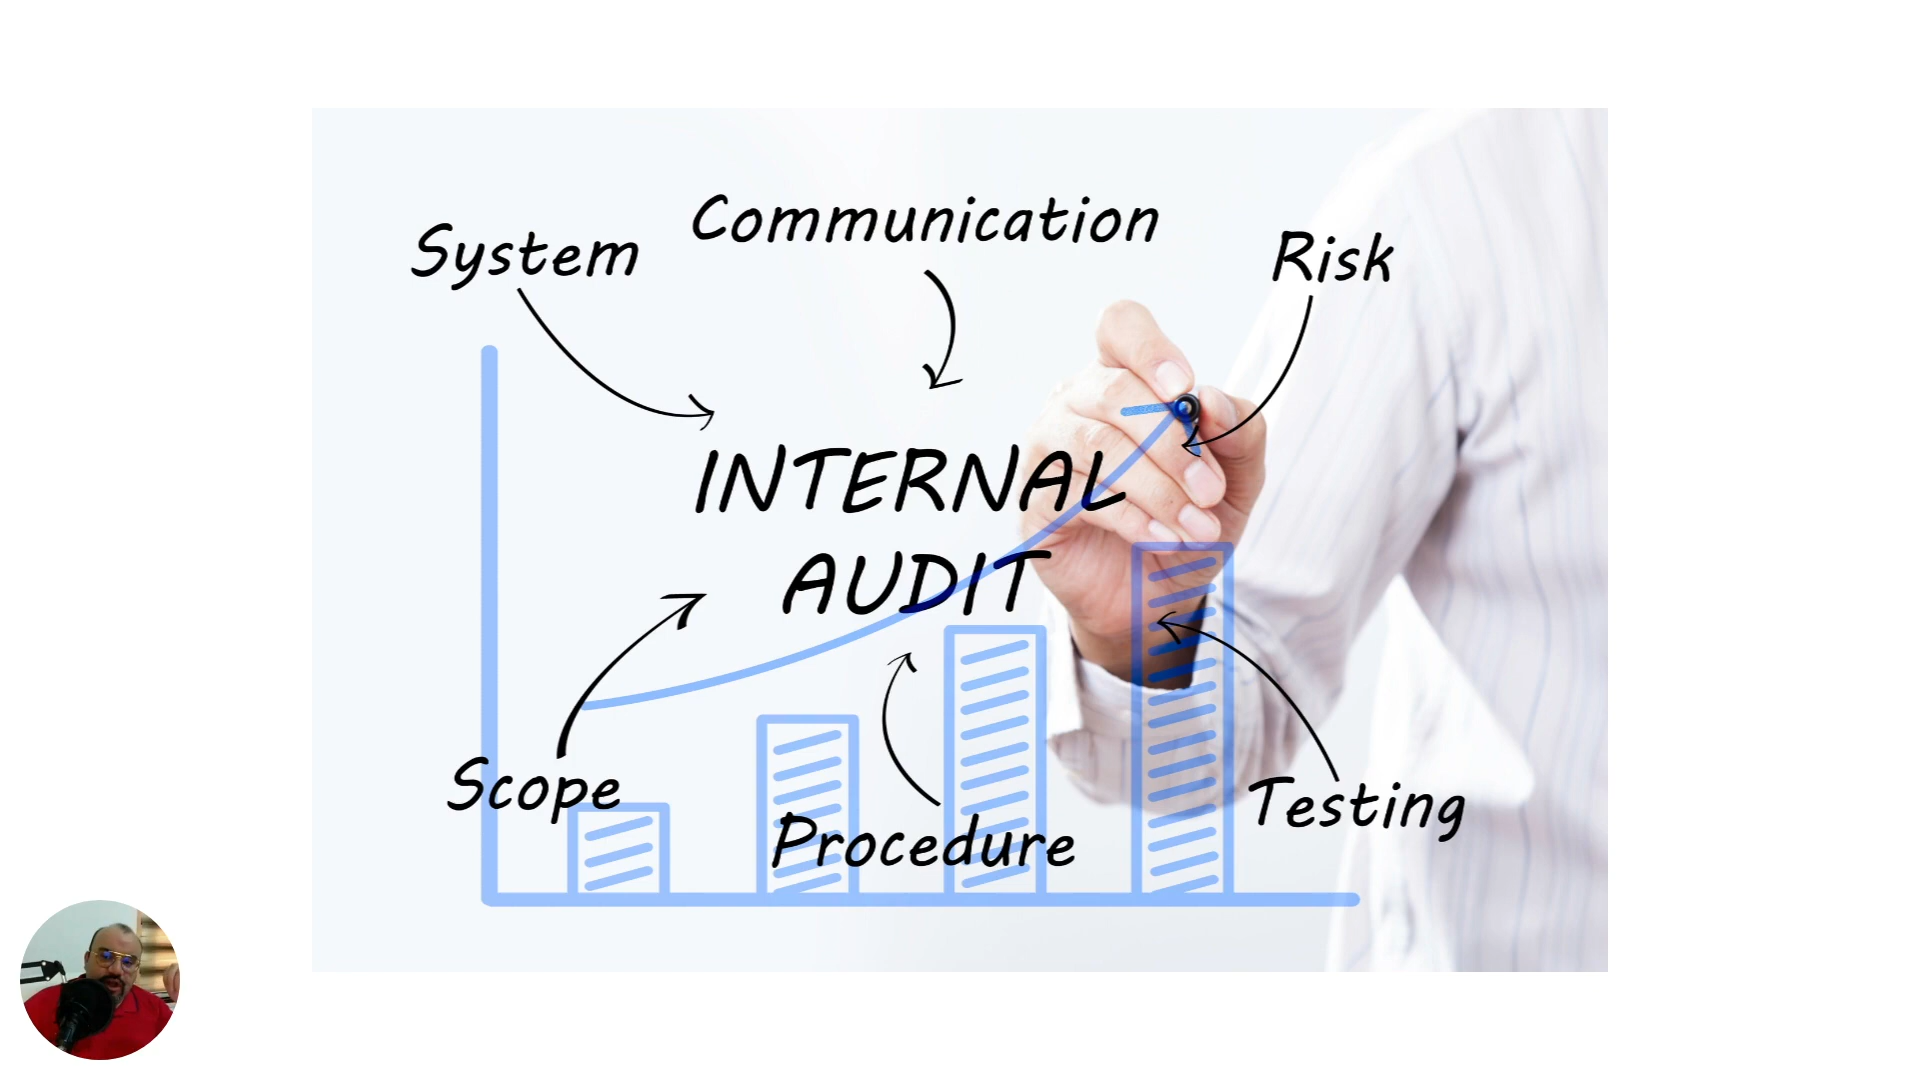 System
Communication
Risk
INTERNAL
AUDIT
Scope
Procedure
Testing